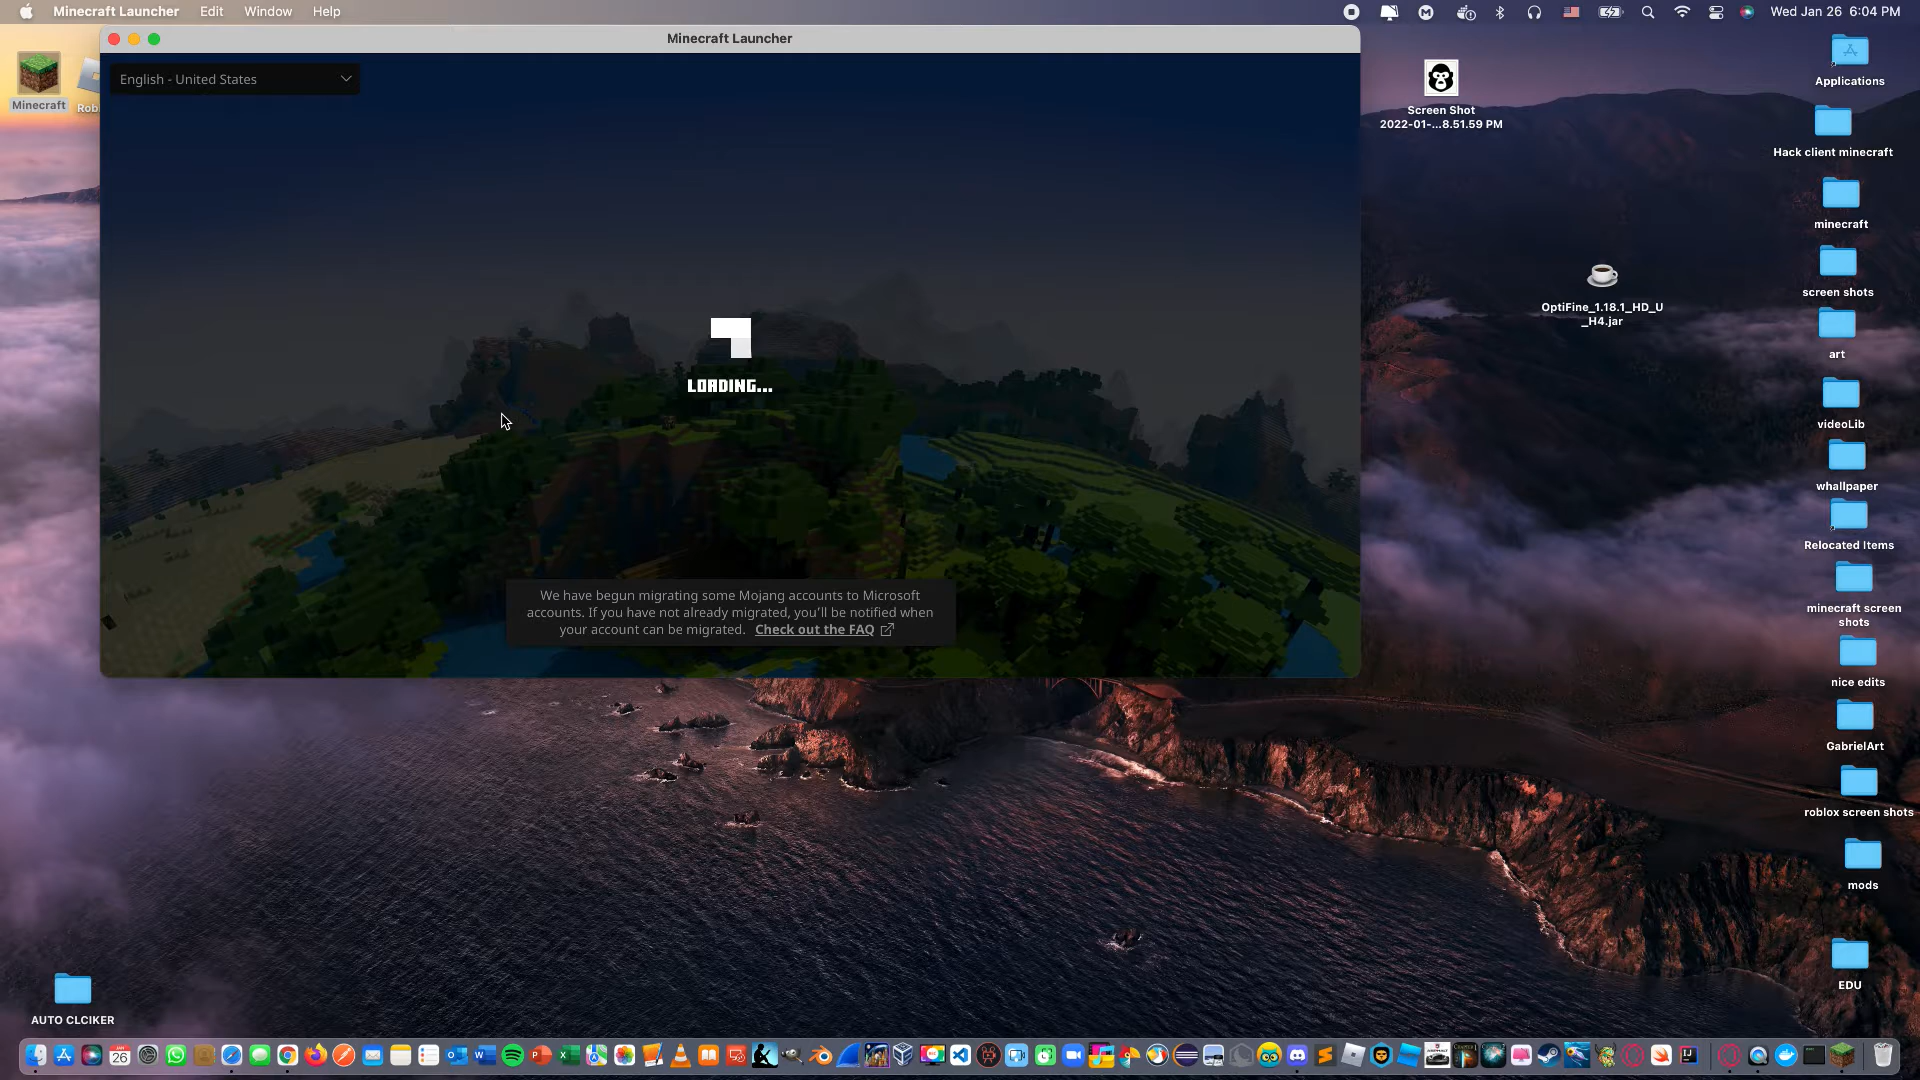 Minecraft Launcher Edit Window Help
Wed Jan 26 6:04 PM
Minecraft Launcher
English - United States
Minecraft
Rob
Screen Shot
2022-01-...8.51.59 PM
Applications
Hack client minecraft
minecraft
OptiFine_1.18.1_HD_U
_H4.jar
screen shots
art
LOADING...
videoLib
whallpaper
Relocated Items
We have begun migrating some Mojang accounts to Microsoft
accounts. If you have not already migrated, you'll be notified when
your account can be migrated. Check out the FAQ
minecraft screen
shots
nice edits
GabrielArt
roblox screen shots
mods
EDU
AUTO CLCIKER
JAN
26